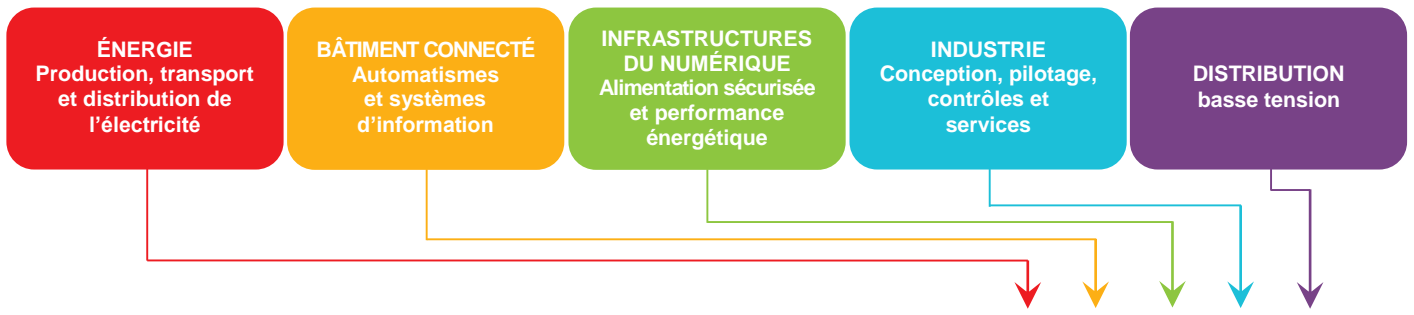 ÉNERGIE
Production, transport
et distribution de
l’électricité
BÂTIMENT CONNECTÉ
Automatismes
et systèmes
d’information
INFRASTRUCTURES
DU NUMÉRIQUE
Alimentation sécurisée
et performance
énergétique
INDUSTRIE
Conception, pilotage,
contrôles et
services
DISTRIBUTION
basse tension